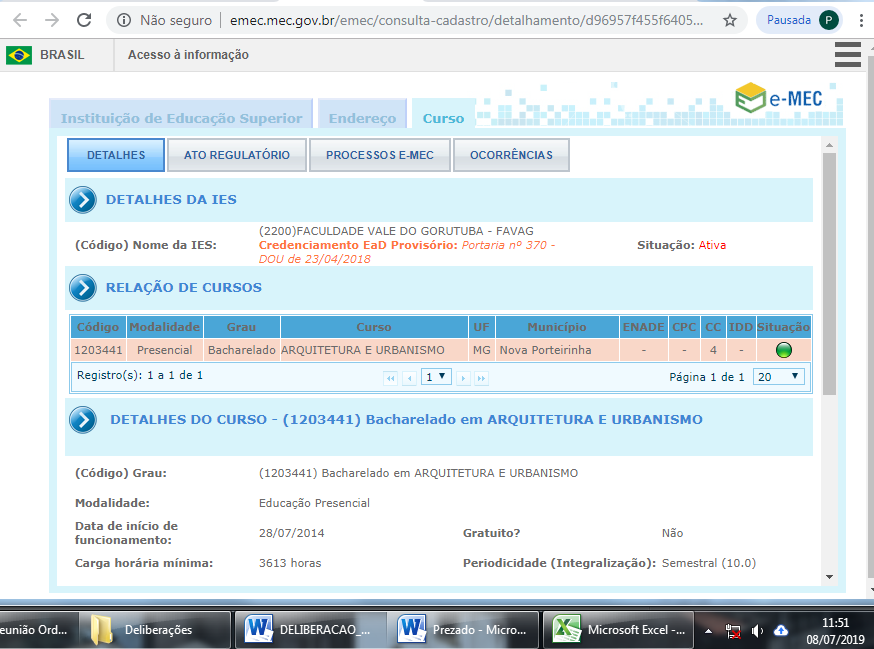 Não seguro | emec.mec.gov.br/emec/consulta-cadastro/detalhamento/d96957f455f6405... Pausada P
BRASIL Acesso à informação
e-MEC
Instituição de Educação Superior Endereço Curso
DETALHES ATO REGULATÓRIO PROCESSOS E-MEC OCORRÊNCIAS
DETALHES DA IES
(Código) Nome da IES: (2200)FACULDADE VALE DO GORUTUBA - FAVAG
Credenciamento EaD Provisório: Portaria nº 370 - Situação: Ativa
DOU de 23/04/2018
RELAÇÃO DE CURSOS
Código Modalidade Grau Curso UF Município ENADE CPC CC IDD Situação
1203441 Presencial Bacharelado ARQUITETURA E URBANISMO MG Nova Porteirinha - - 4 -
Registro(s): 1 a 1 de 1 1 Página 1 de 1 20
DETALHES DO CURSO - (1203441) Bacharelado em ARQUITETURA E URBANISMO
(Código) Grau: (1203441) Bacharelado em ARQUITETURA E URBANISMO
Modalidade: Educação Presencial
Data de início de
funcionamento: 28/07/2014 Gratuito? Não
Carga horária mínima: 3613 horas Periodicidade (Integralização): Semestral (10.0)
eunião Ord... Deliberações DELIBERACAO_... Prezado - Micro... Microsoft Excel -... 11:51
08/07/2019